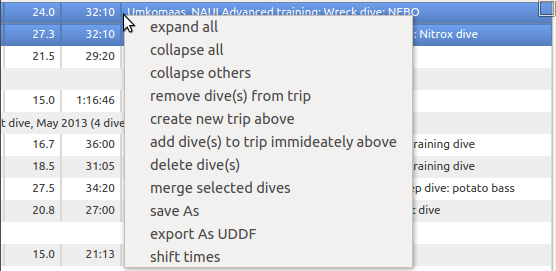 24.0 32:10 Umkomaas, NAUI Advanced training: Wreck dive: NEBO
27.3 32:10 : Nitrox dive
21.5 29:20
15.0 1:16:46
t dive, May 2013 (4 dive
16.7 36:00 raining dive
18.5 31:05 raining dive
27.5 34:20 p dive: potato bass
20.8 27:00 t dive
15.0 21:13
expand all
collapse all
collapse others
remove dive(s) from trip
create new trip above
add dive(s) to trip immideately above
delete dive(s)
merge selected dives
save As
export As UDDF
shift times